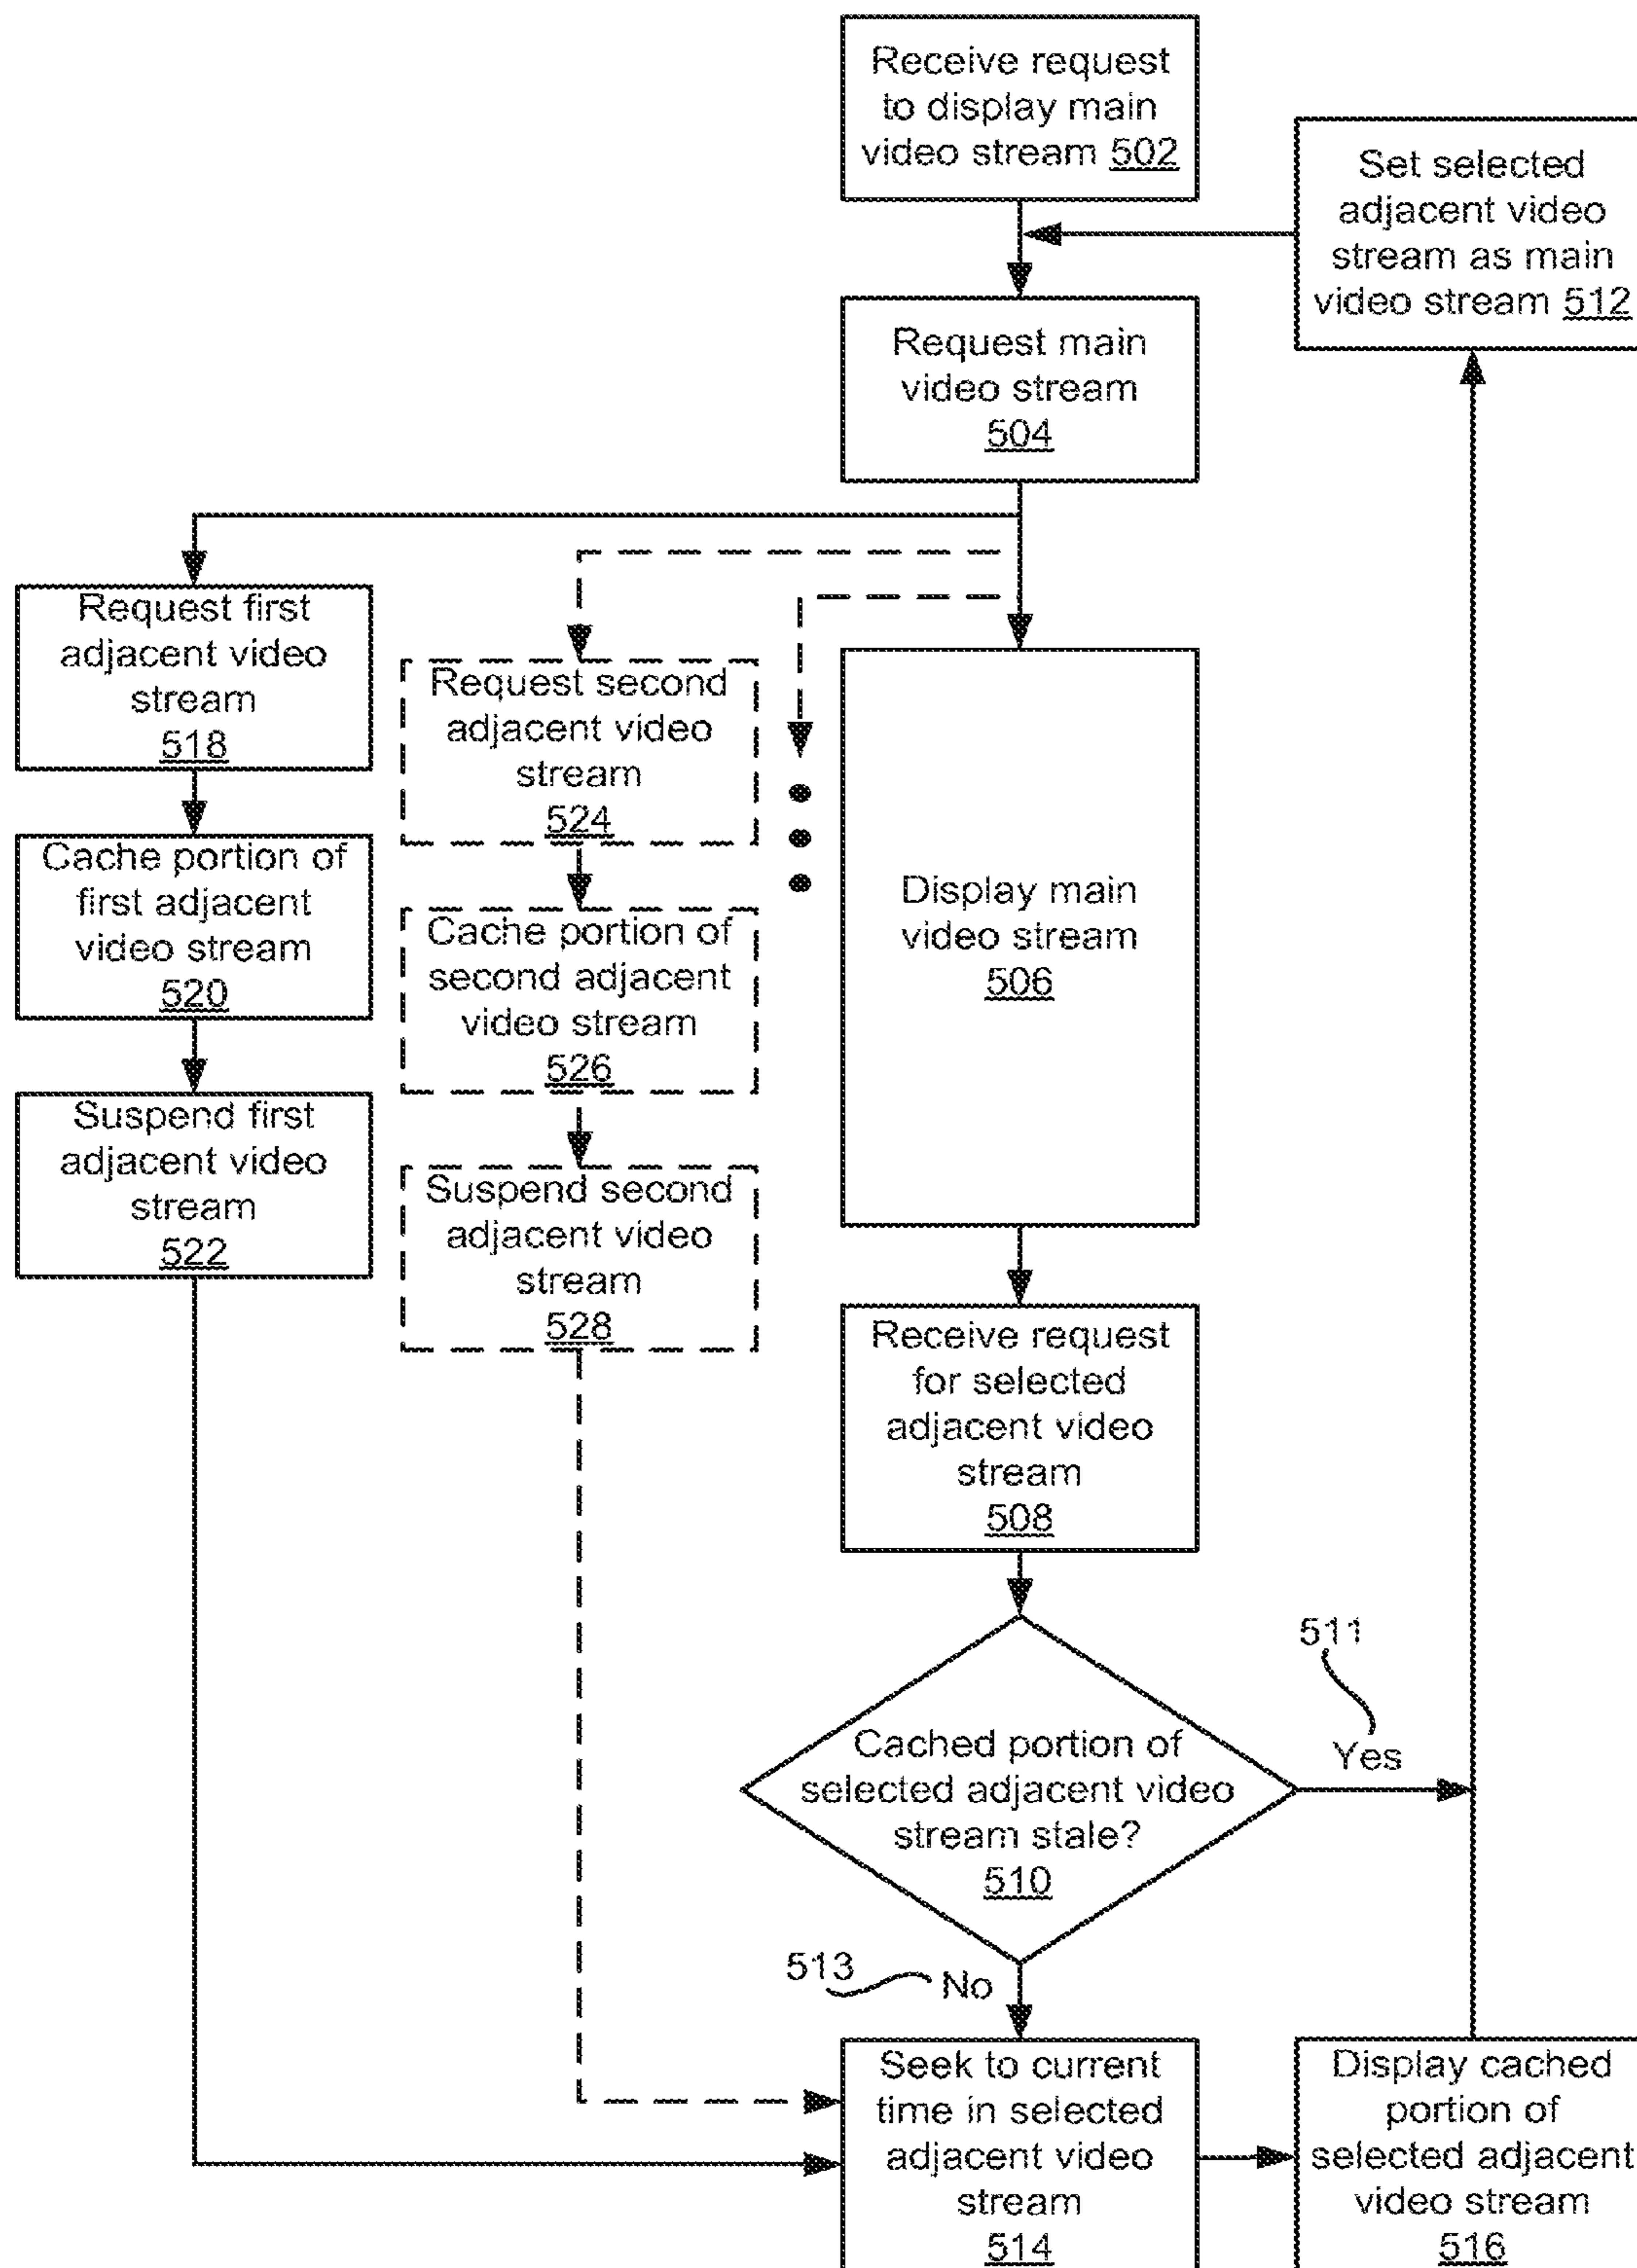 Receive request
to display main
video stream 502
Set selected
adjacent video
stream as main
video stream 512
Request main
video stream
504
Request first
adjacent video
stream
518
Request second
adjacent video
stream
524
Cache portion of
first adjacent
video stream
520
Cache portion of
second adjacent
video stream
526
Display main
video stream
506
Suspend first
adjacent video
stream
522
Suspend second
adjacent video
stream
528
Receive request
for selected
adjacent video
stream
508
511
Yes
Cached portion of
selected adjacent video
stream stale?
510
513
No
Seek to current
time in selected
adjacent video
stream
514
Display cached
portion of
selected adjacent
video stream
516